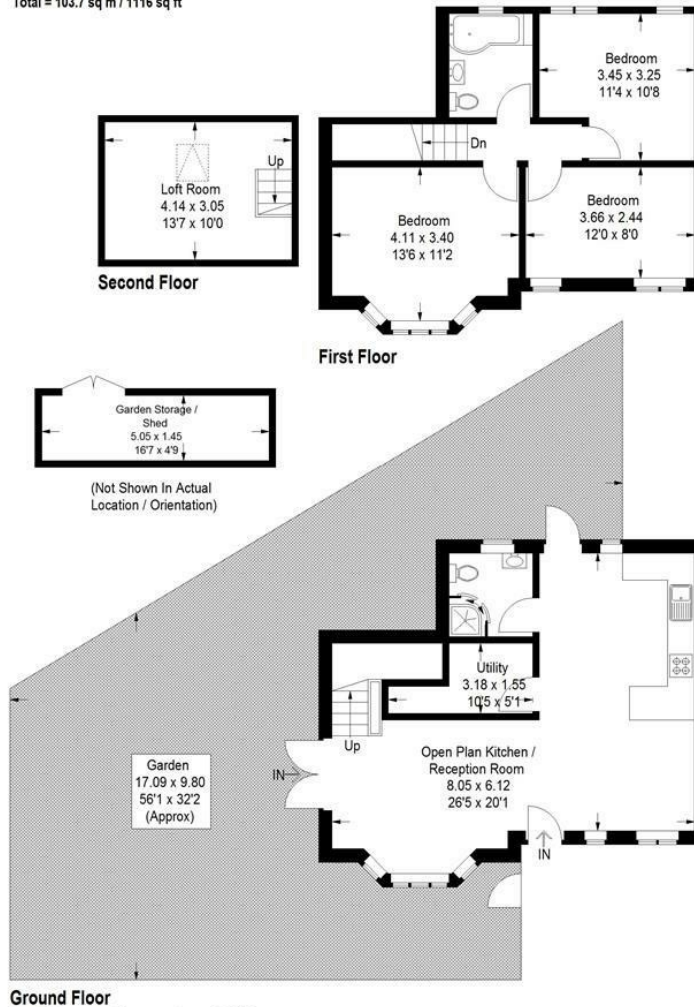 Total = 103.7 sq m / 1116 sq ft
Bedroom
3.45 x 3.25
11'4 x 10'8
Dn
Up
Loft Room
4.14 x 3.05
13'7 x 10'0
Bedroom
4.11 x 3.40
13'6 x 11'2
Bedroom
3.66 x 2.44
12'0 x 8'0
Second Floor
First Floor
Garden Storage /
Shed
5.05 x 1.45
16'7 x 4'9
(Not Shown In Actual
Location / Orientation)
Utility
3.18 x 1.55
10'5 x 5'1
Up
Garden
17.09 x 9.80
56'1 x 32'2
(Approx)
IN
Open Plan Kitchen /
Reception Room
8.05 x 6.12
26'5 x 20'1
IN
Ground Floor